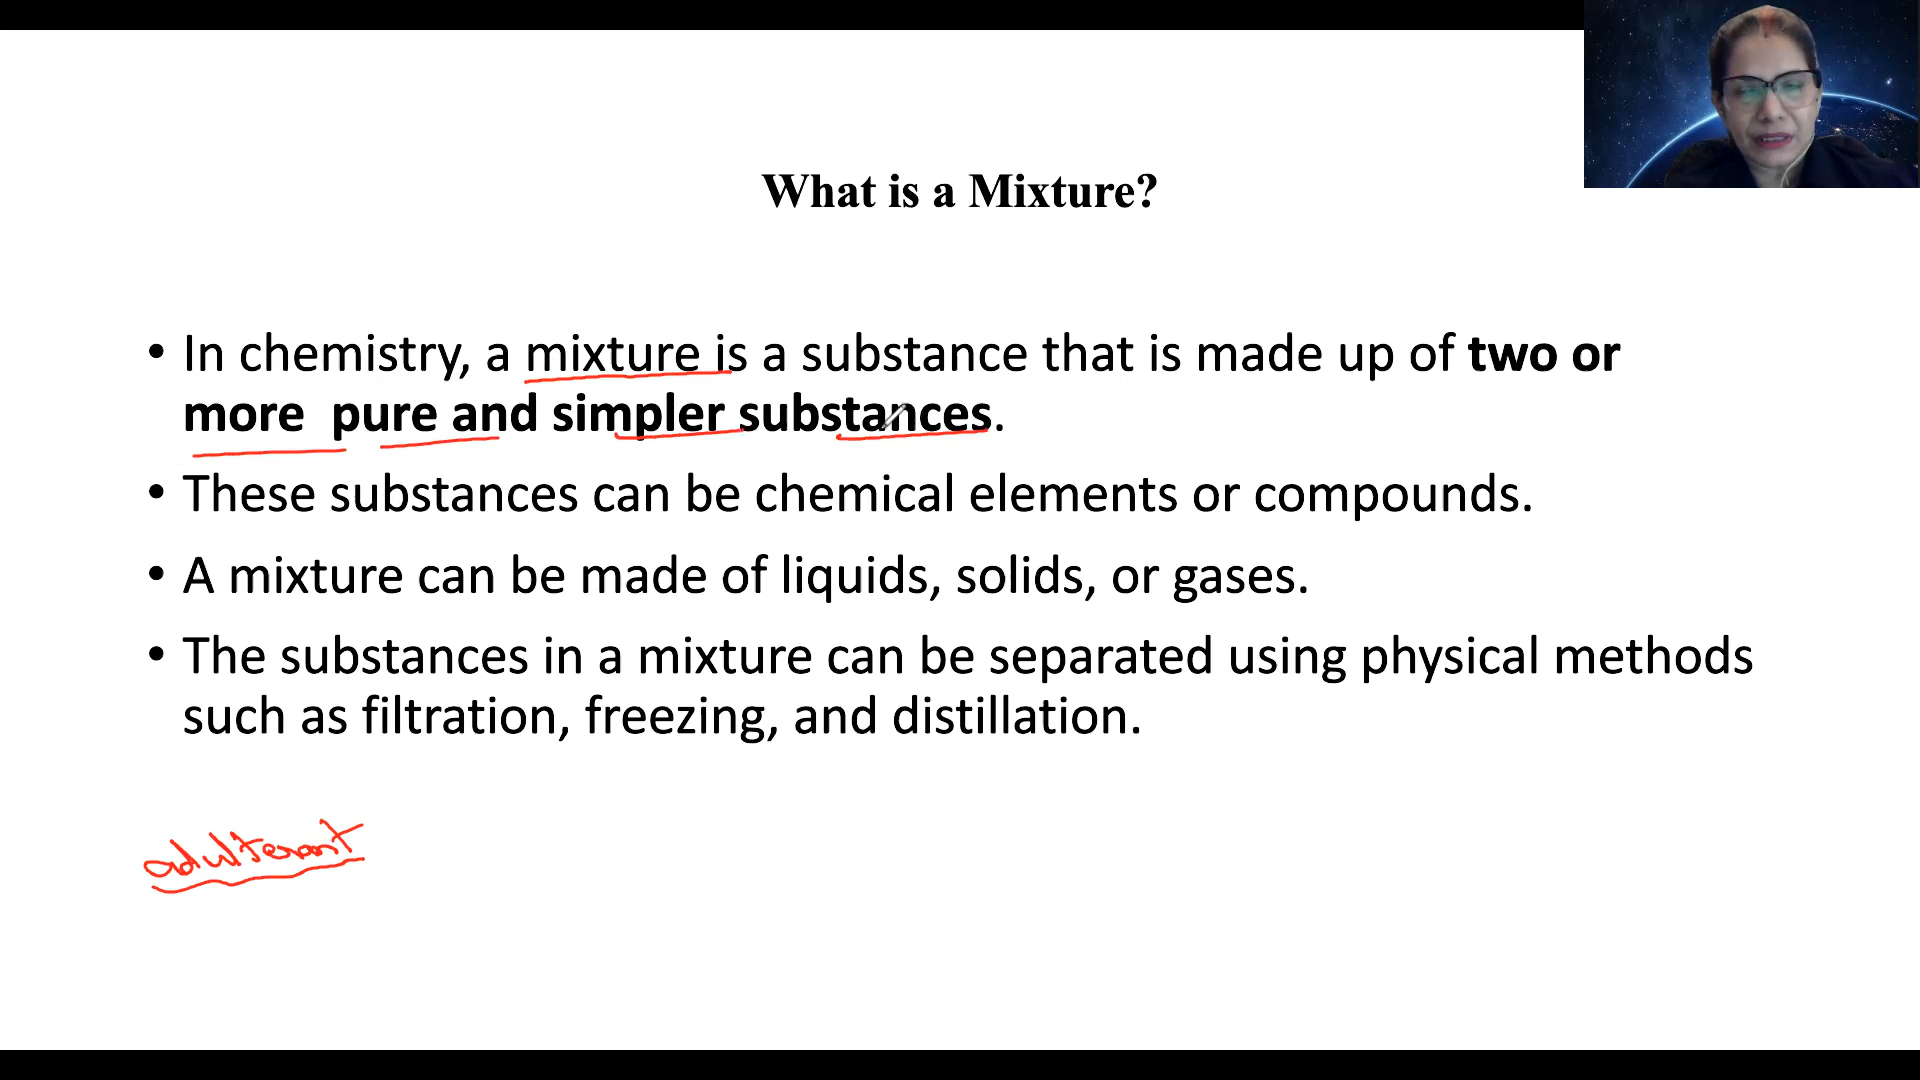 What is a Mixture?
• In chemistry, a mixture is a substance that is made up of two or
more pure and simpler substances.
• These substances can be chemical elements or compounds.
• A mixture can be made of liquids, solids, or gases.
• The substances in a mixture can be separated using physical methods
such as filtration, freezing, and distillation.
adulterant